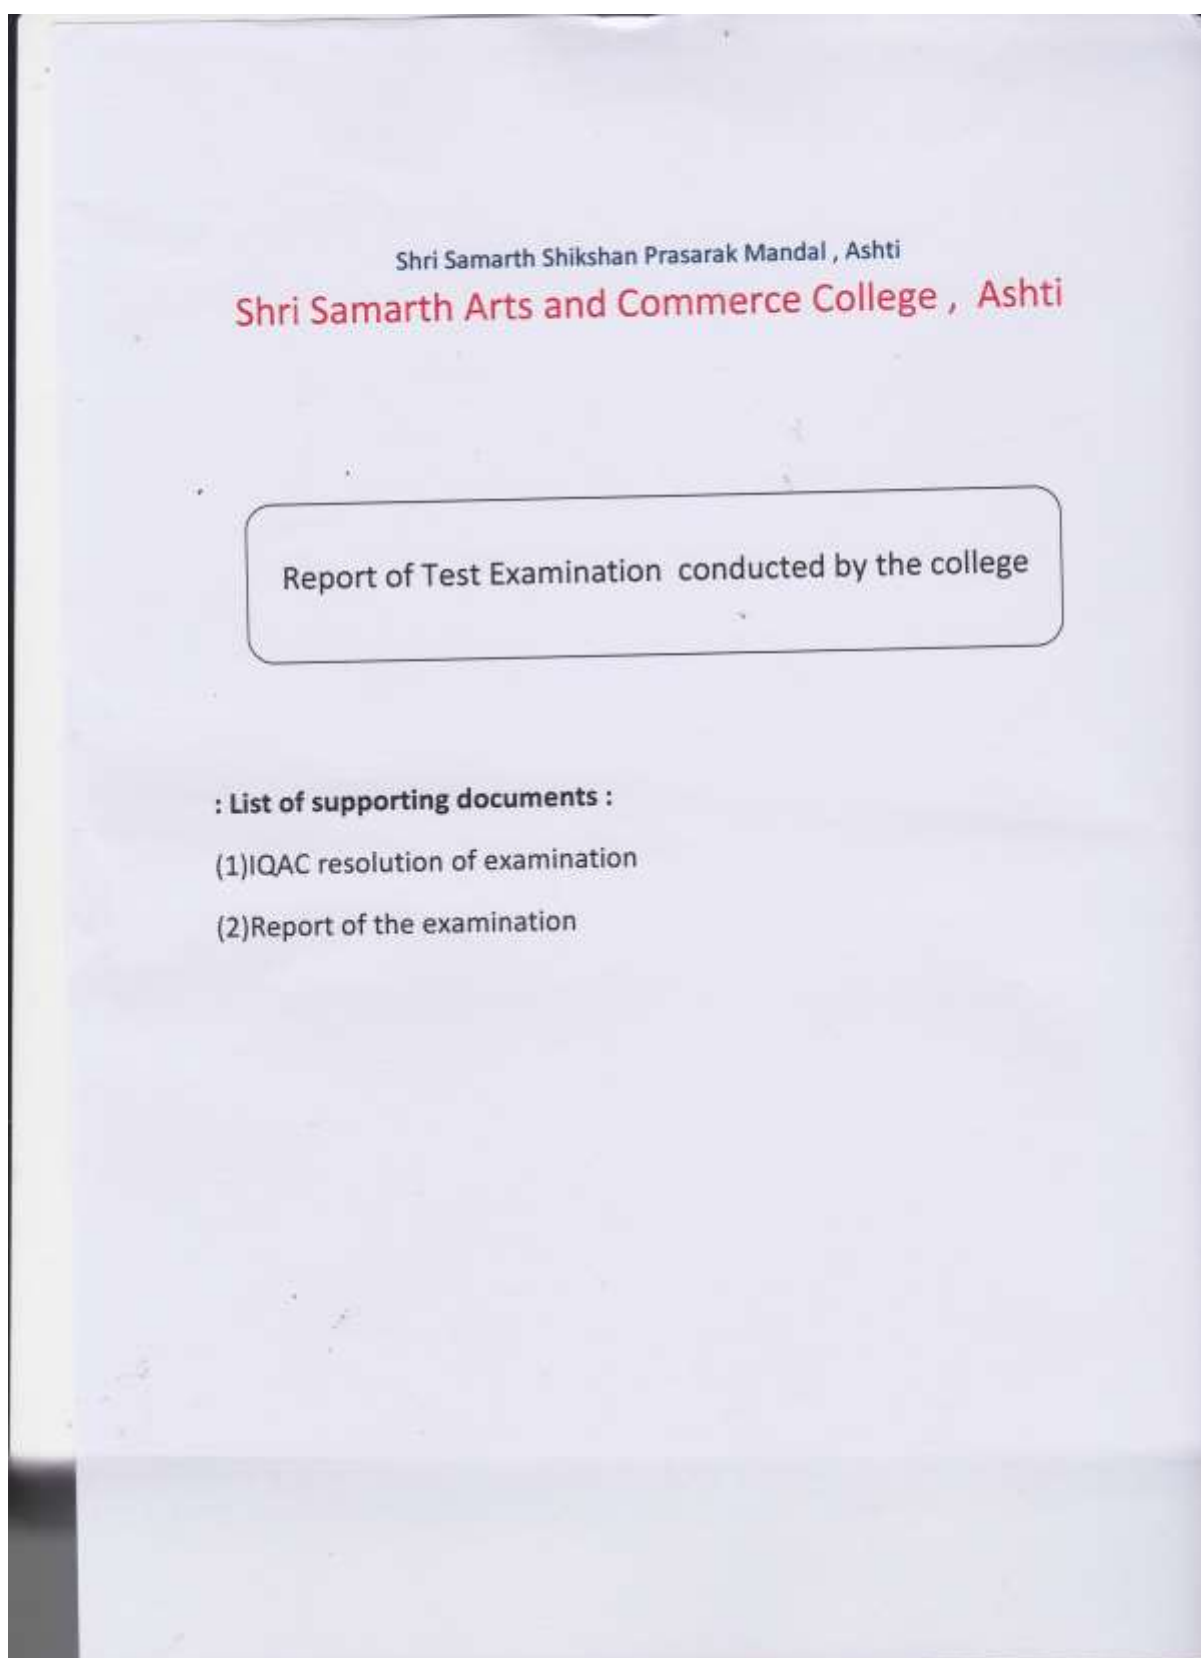 Shri Samarth Shikshan Prasarak Mandal , Ashti
Shri Samarth Arts and Commerce College , Ashti
Report of Test Examination conducted by the college
: List of supporting documents :
(1)IQAC resolution of examination
(2)Report of the examination